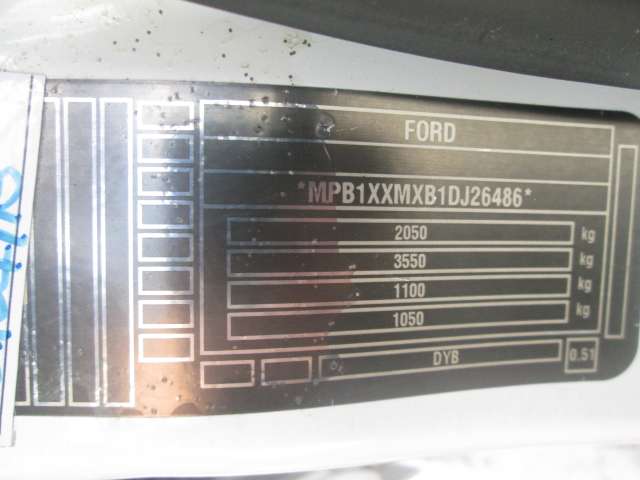 FORD
*MPB1XXMXB1DJ26486*
2050 kg
3550 kg
1100 kg
1050 kg
DYB 0.51